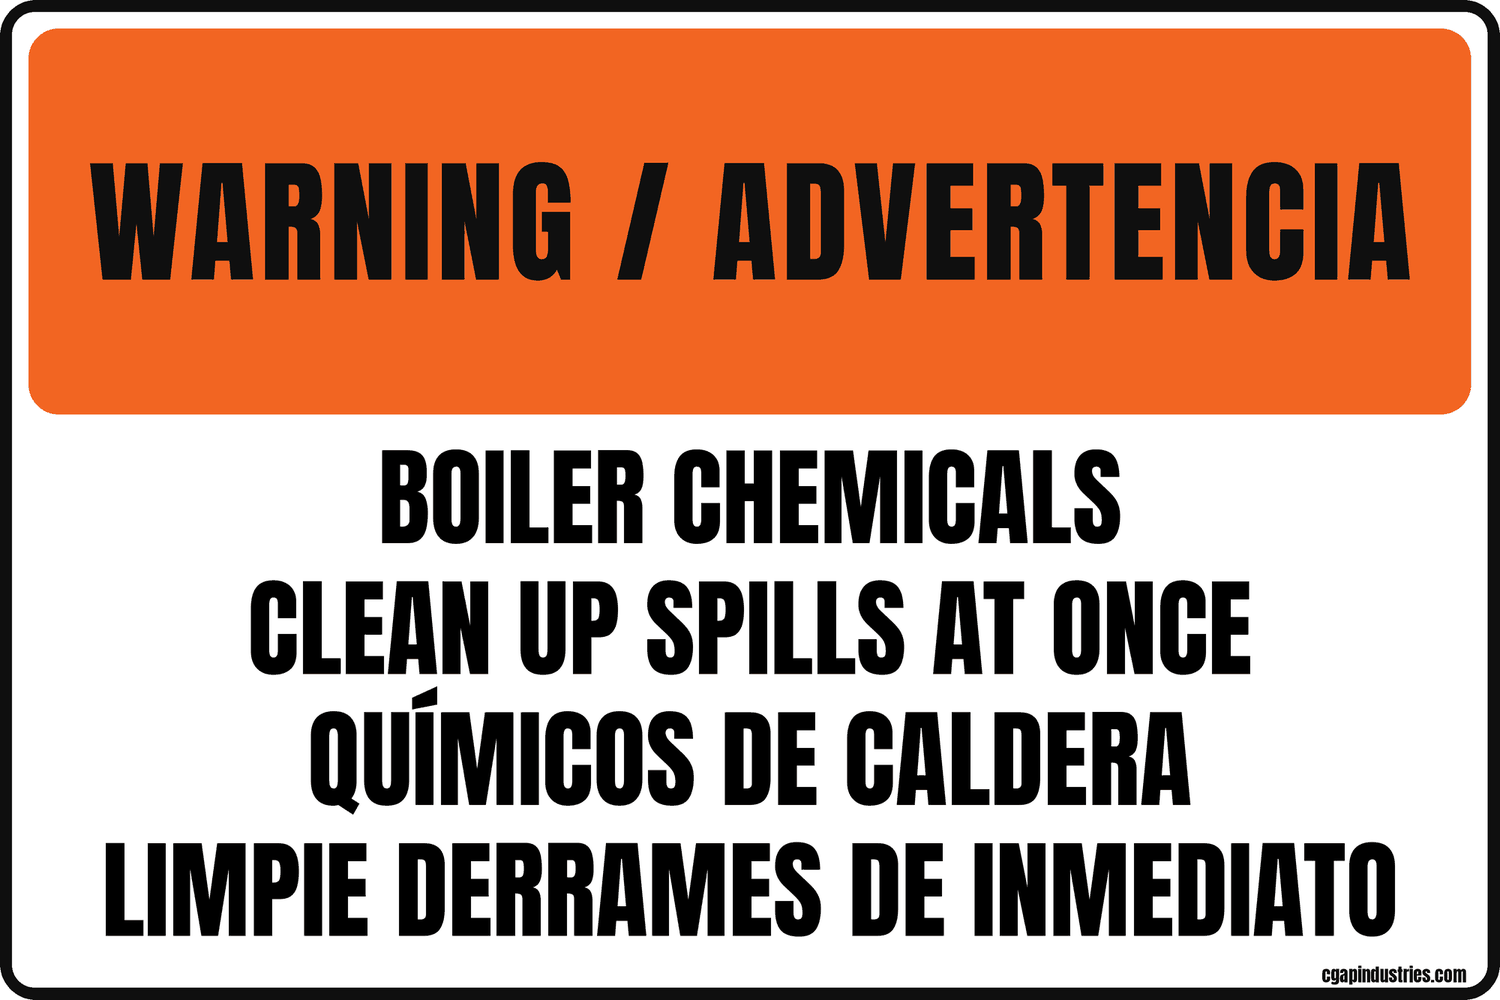 WARNING / ADVERTENCIA
BOILER CHEMICALS
CLEAN UP SPILLS AT ONCE
QUÍMICOS DE CALDERA
LIMPIE DERRAMES DE INMEDIATO
cgapindustries.com